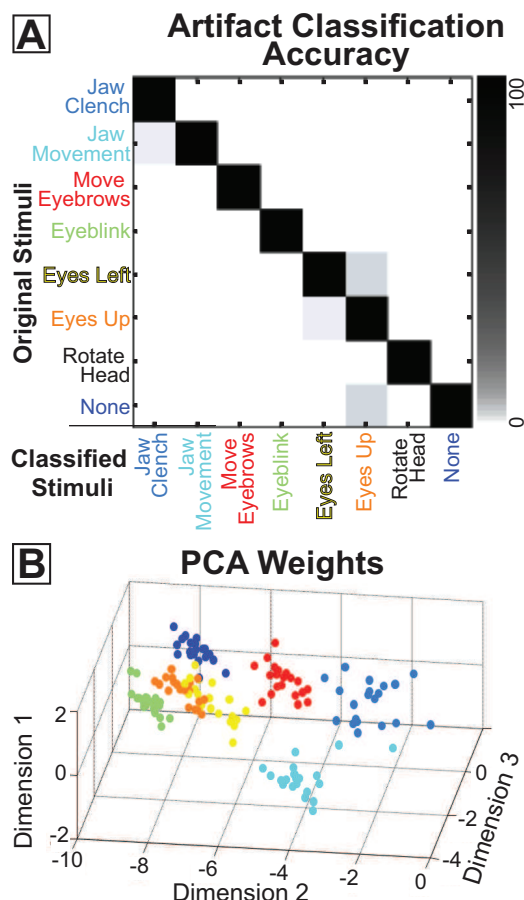 A
Artifact Classification
Accuracy
Original Stimuli
Jaw
Clench
Jaw
Movement
Move
Eyebrows
Eyeblink
Eyes Left
Eyes Up
Rotate
Head
None
100
0
Classified
Stimuli
Jaw
Clench
Jaw
Movement
Move
Eyebrows
Eyeblink
Eyes Left
Eyes Up
Rotate
Head
None
B
PCA Weights
Dimension 1
2
0
-2
-10
-8
-6
-4
-2
0
Dimension 2
0
-2
-4
Dimension 3